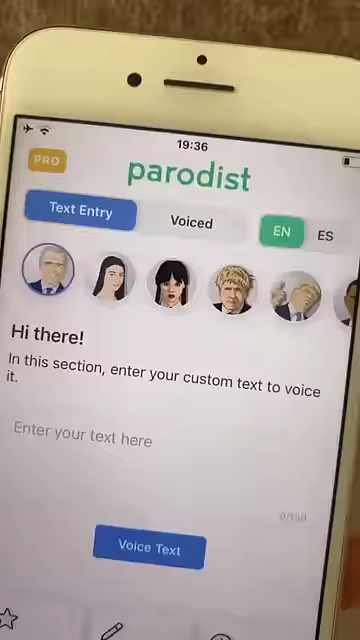 19:36
PRO
parodist
Text Entry
Voiced
EN
ES
Hi there!
In this section, enter your custom text to voice
it.
Enter your text here
Voice Text